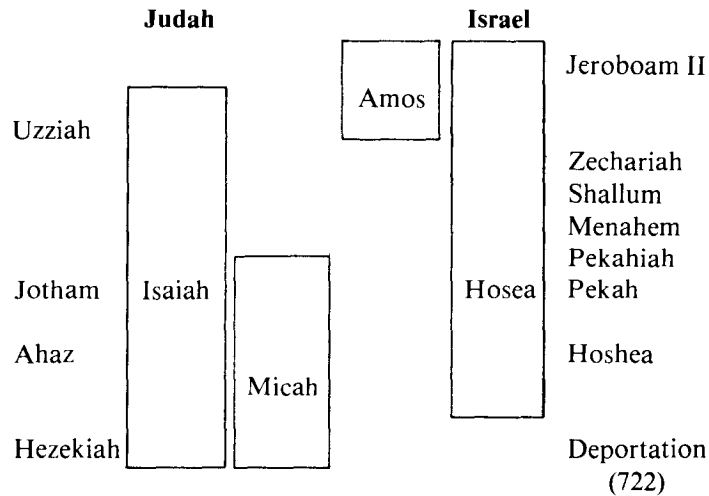 Judah
Israel
Jeroboam II
Amos
Uzziah
Zechariah
Shallum
Menahem
Pekahiah
Jotham
Isaiah
Hosea
Pekah
Ahaz
Hoshea
Micah
Hezekiah
Deportation
(722)